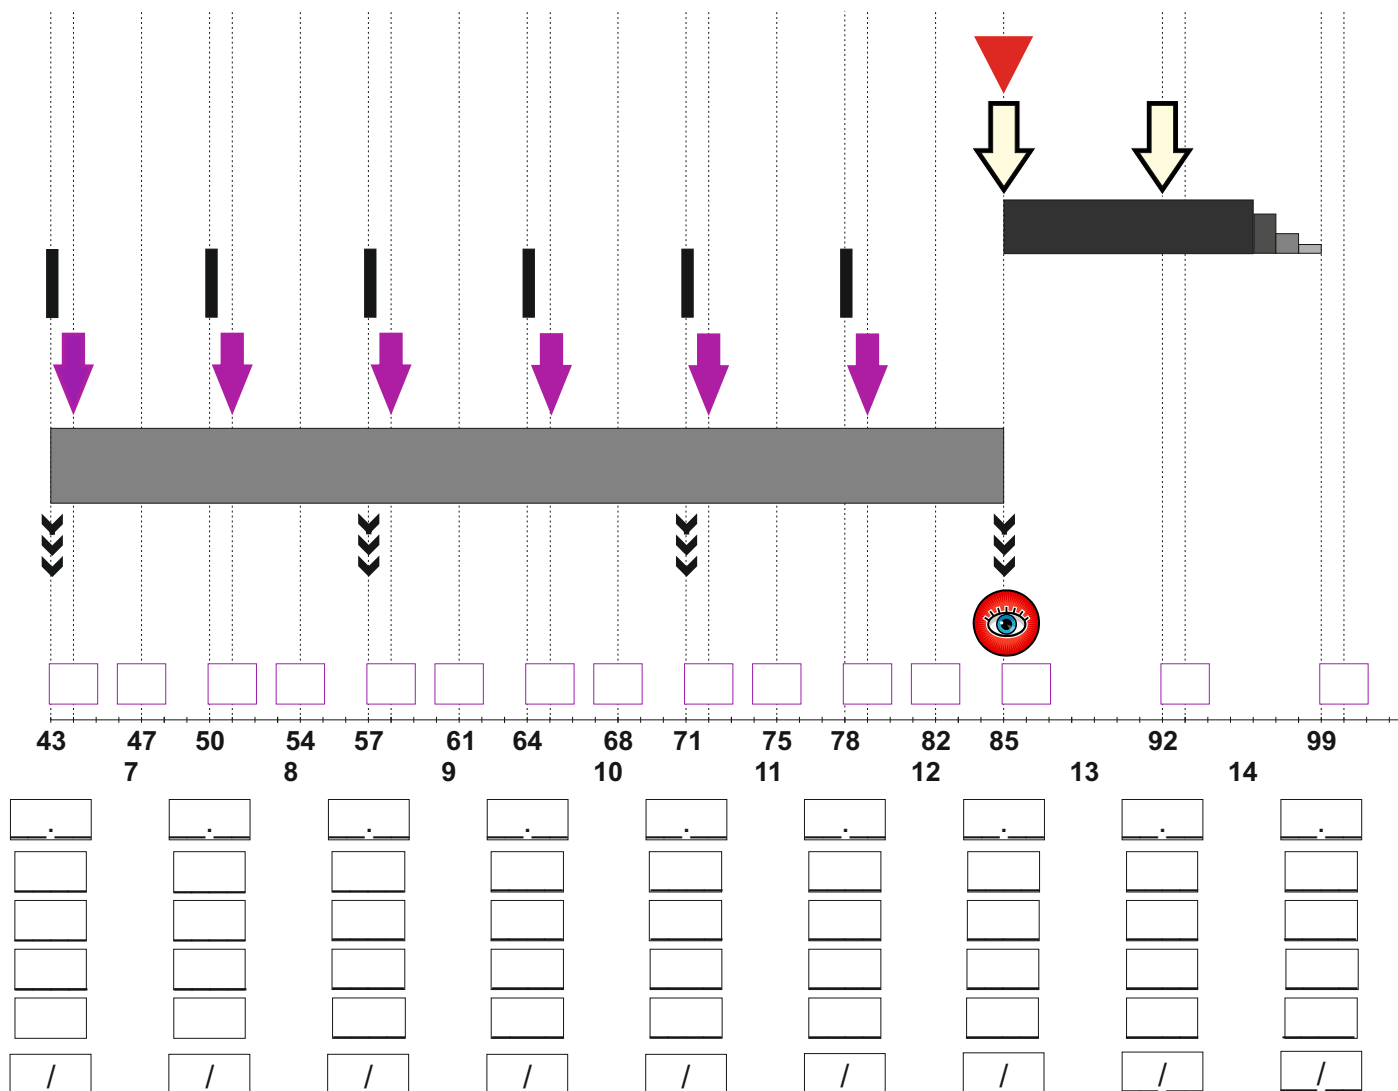 43 47 50 54 57 61 64 68 71 75 78 82 85 92 99
7 8 9 10 11 12 13 14
. . . . . . . . .
/ / / / / / / / /